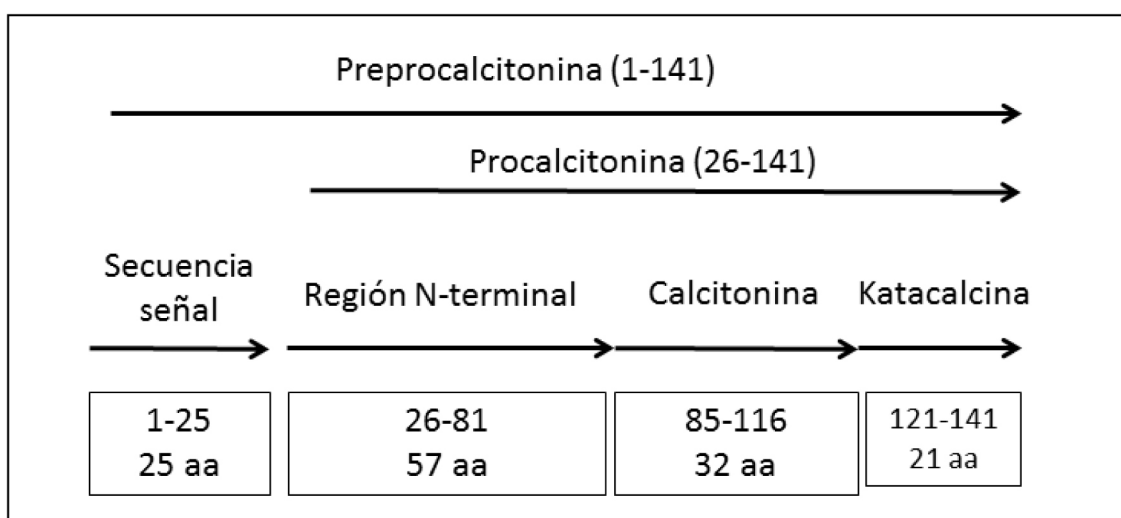 Preprocalcitonina (1-141)
Procalcitonina (26-141)
Secuencia
señal
Región N-terminal
Calcitonina
Katacalcina
1-25
25 aa
26-81
57 aa
85-116
32 aa
121-141
21 aa